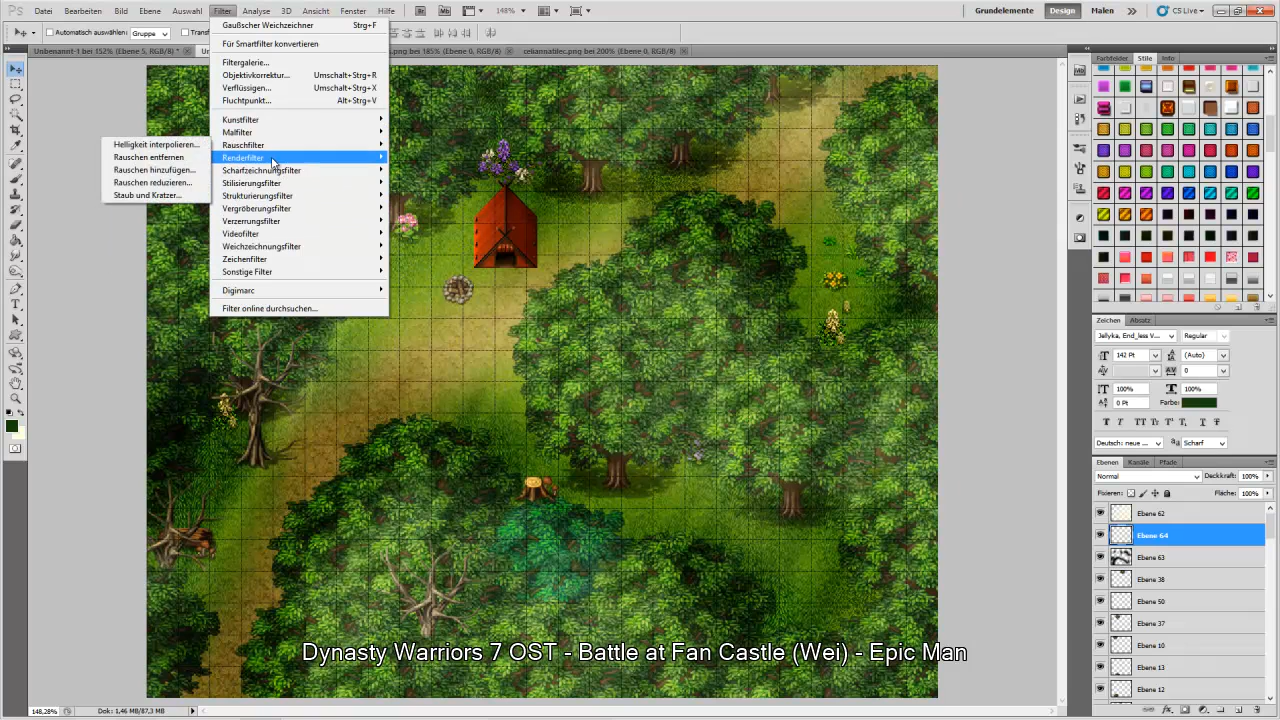 Datei Bearbeiten Bild Ebene Auswahl Filter Analyse 3D Ansicht Fenster Hilfe Br Mb 148% Grundelemente Design Malen CS Live
Automatisch auswählen: Gruppe Transf
Unbenannt-1 bei 152% (Ebene 5, RGB/8) * .png bei 185% (Ebene 0, RGB/8) celiannablec.png bei 200% (Ebene 0, RGB/8)
Gaußscher Weichzeichner Strg+F
Für Smartfilter konvertieren
Filtergalerie...
Objektivkorrektur... Umschalt+Strg+R
Verflüssigen... Umschalt+Strg+X
Fluchtpunkt... Alt+Strg+V
Kunstfilter
Malfilter
Rauschfilter
Renderfilter
Scharfzeichnungsfilter
Stilisierungsfilter
Strukturierungsfilter
Vergröberungsfilter
Verzerrungsfilter
Videofilter
Weichzeichnungsfilter
Zeichenfilter
Sonstige Filter
Digimarc
Filter online durchsuchen...
Helligkeit interpolieren...
Rauschen entfernen
Rauschen hinzufügen...
Rauschen reduzieren...
Staub und Kratzer...
Farbfelder Stile Info
Zeichen Absatz
Jellyka, End_less V... Regular
142 Pt (Auto)
0
100% 100%
0 Pt Farbe:
Deutsch: neue ... Scharf
Ebenen Kanäle Pfade
Normal Deckkraft: 100%
Fixieren: Fläche: 100%
Ebene 62
Ebene 64
Ebene 63
Ebene 38
Ebene 50
Ebene 37
Ebene 10
Ebene 13
Ebene 12
Dynasty Warriors 7 OST - Battle at Fan Castle (Wei) - Epic Man
148,28% Dok: 1,46 MB/87,3 MB